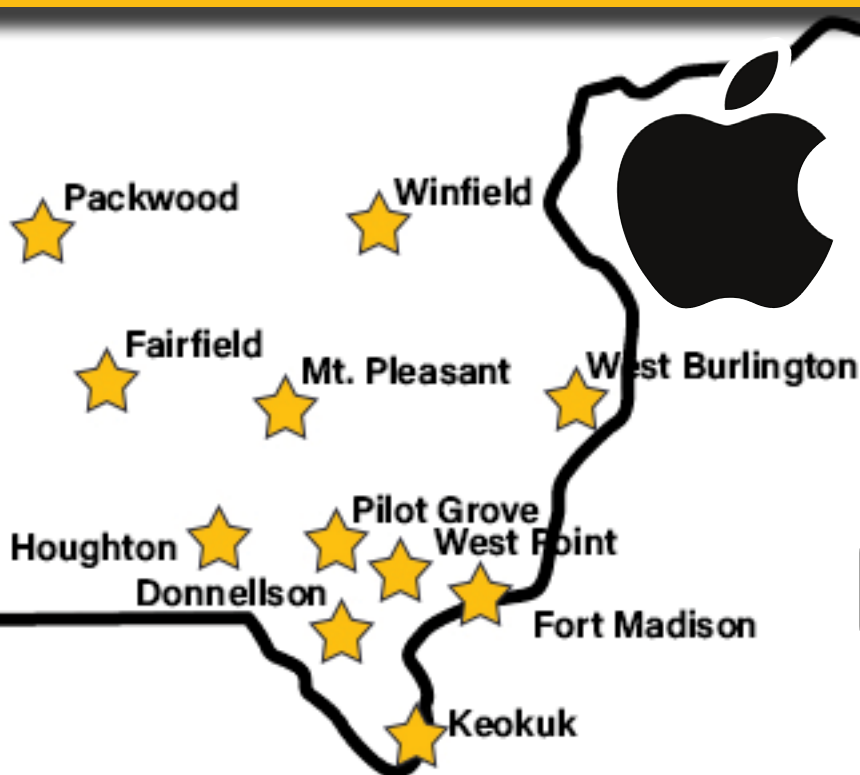 Packwood
Winfield
Fairfield
Mt. Pleasant
West Burlington
Pilot Grove
West Point
Houghton
Donnellson
Fort Madison
Keokuk